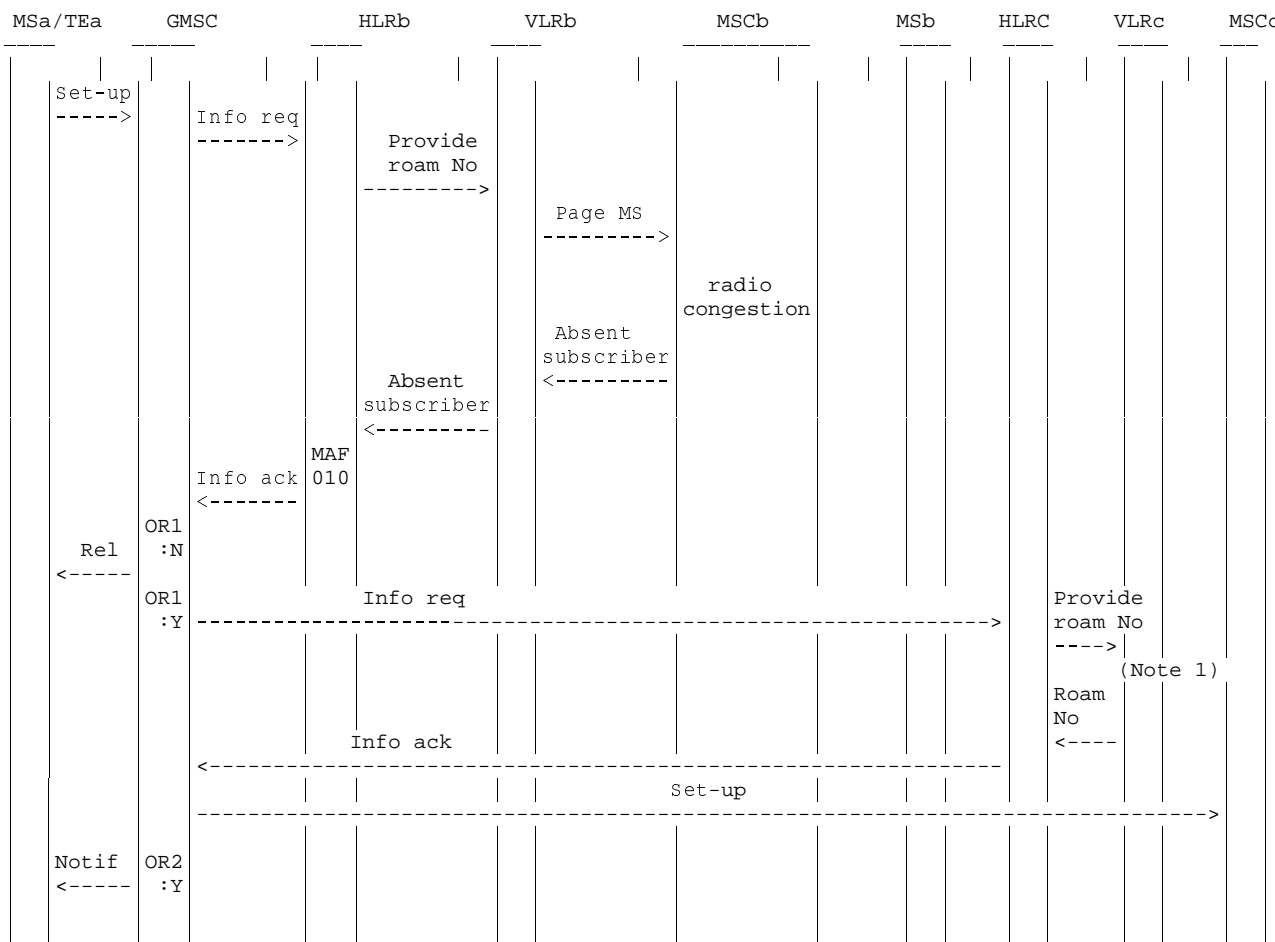 MSa/TEa GMSC HLRb VLRb MSCb MSb HLRC VLRc MSCc
Set-up
----->
Info req
------->
Provide
roam No
--------->
Page MS
--------->
radio
congestion
Absent
subscriber
<---------
Absent
subscriber
<---------
MAF
010
Info ack
<-------
OR1
:N
Rel
<-----
OR1
:Y
Info req
------------------------------------------------------------->
Provide
roam No
---->
(Note 1)
Roam
No
<----
Info ack
<-------------------------------------------------------------
Set-up
------------------------------------------------------------------------------->
Notif OR2
<----- :Y